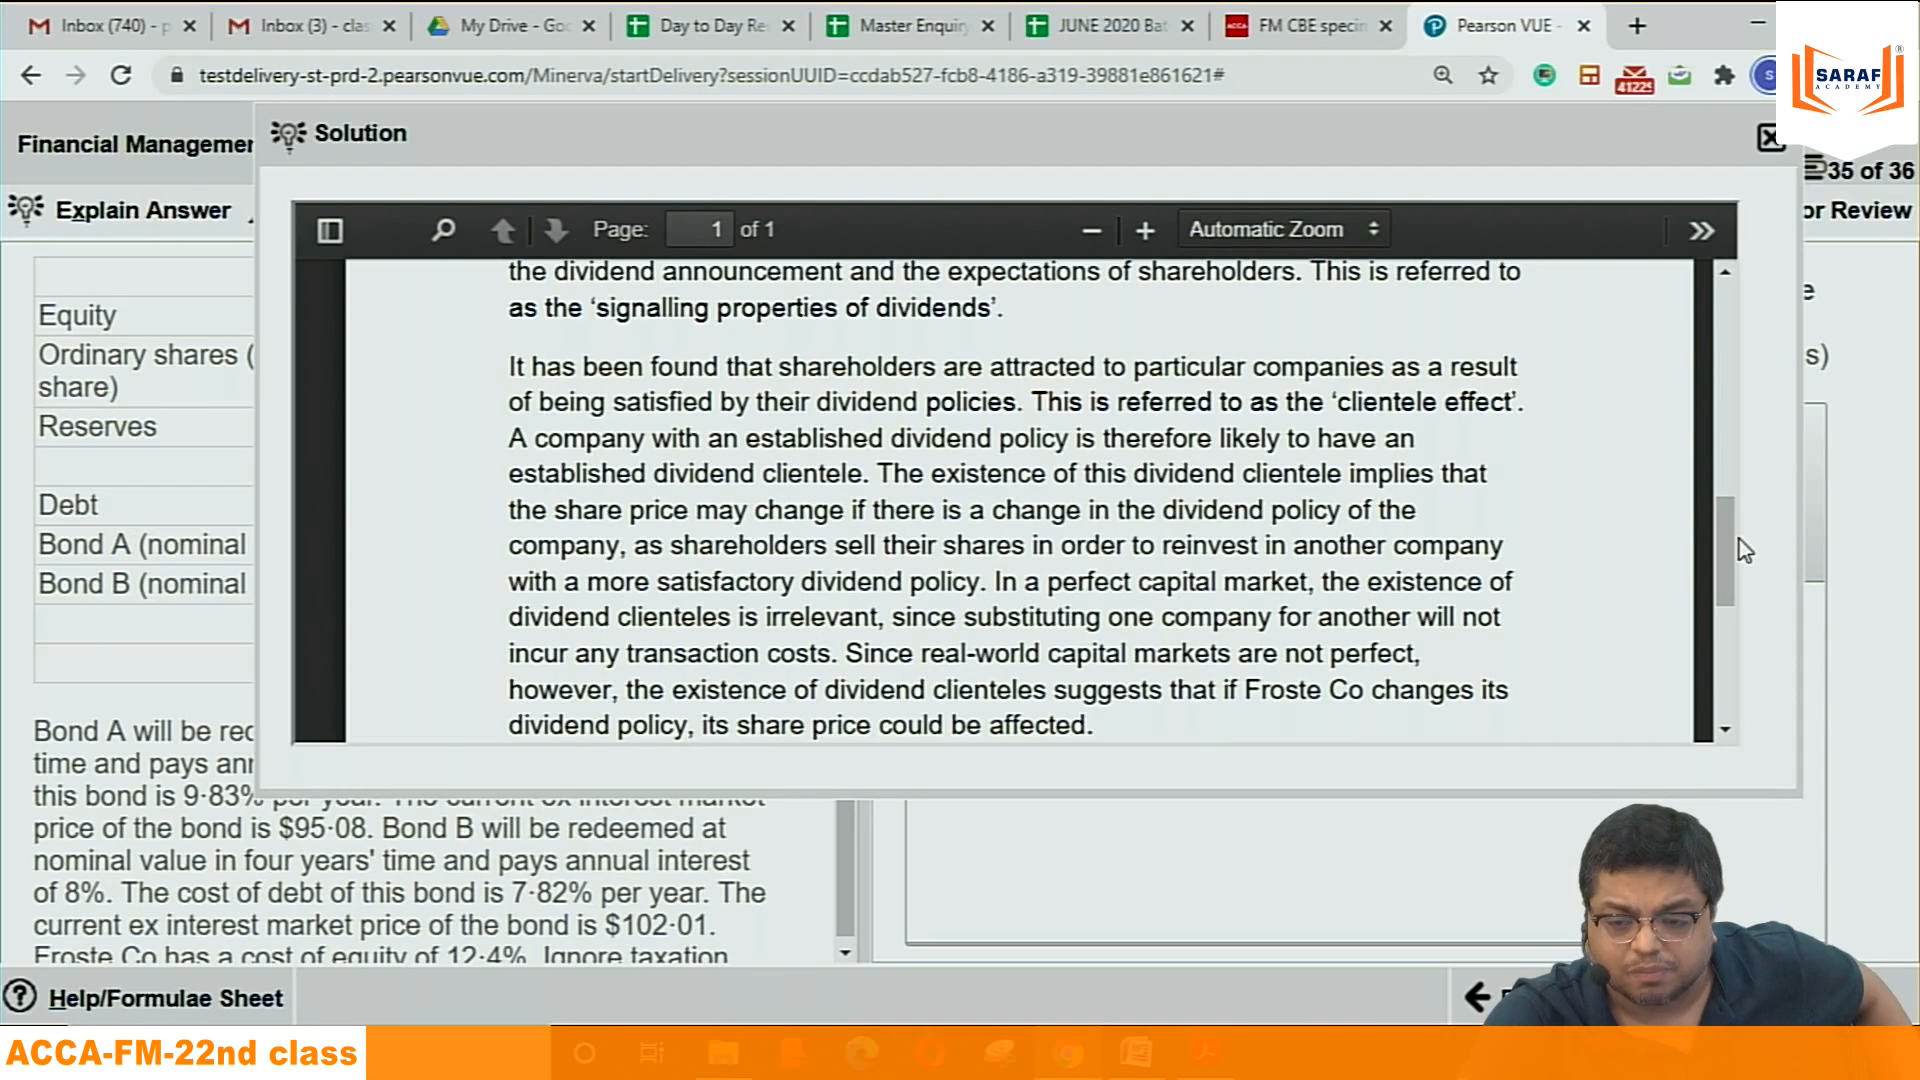 Inbox (740) - p
Inbox (3) - clas
My Drive - Goo
Day to Day Re
Master Enquiry
JUNE 2020 Bat
ACCA
FM CBE specin
Pearson VUE -
testdelivery-st-prd-2.pearsonvue.com/Minerva/startDelivery?sessionUUID=ccdab527-fcb8-4186-a319-39881e861621#
41225
S
SARAF
ACADEMY
®
Financial Managemen
Solution
35 of 36
Explain Answer
or Review
Page: 1 of 1
Automatic Zoom
the dividend announcement and the expectations of shareholders. This is referred to
as the ‘signalling properties of dividends’.
It has been found that shareholders are attracted to particular companies as a result
of being satisfied by their dividend policies. This is referred to as the ‘clientele effect’.
A company with an established dividend policy is therefore likely to have an
established dividend clientele. The existence of this dividend clientele implies that
the share price may change if there is a change in the dividend policy of the
company, as shareholders sell their shares in order to reinvest in another company
with a more satisfactory dividend policy. In a perfect capital market, the existence of
dividend clienteles is irrelevant, since substituting one company for another will not
incur any transaction costs. Since real-world capital markets are not perfect,
however, the existence of dividend clienteles suggests that if Froste Co changes its
dividend policy, its share price could be affected.
Equity
Ordinary shares (
share)
Reserves
Debt
Bond A (nominal
Bond B (nominal
e
s)
Bond A will be red
time and pays ann
this bond is 9·83% per year. The current ex interest market
price of the bond is $95·08. Bond B will be redeemed at
nominal value in four years' time and pays annual interest
of 8%. The cost of debt of this bond is 7·82% per year. The
current ex interest market price of the bond is $102·01.
Froste Co has a cost of equity of 12·4%. Ignore taxation
Help/Formulae Sheet
ACCA-FM-22nd class